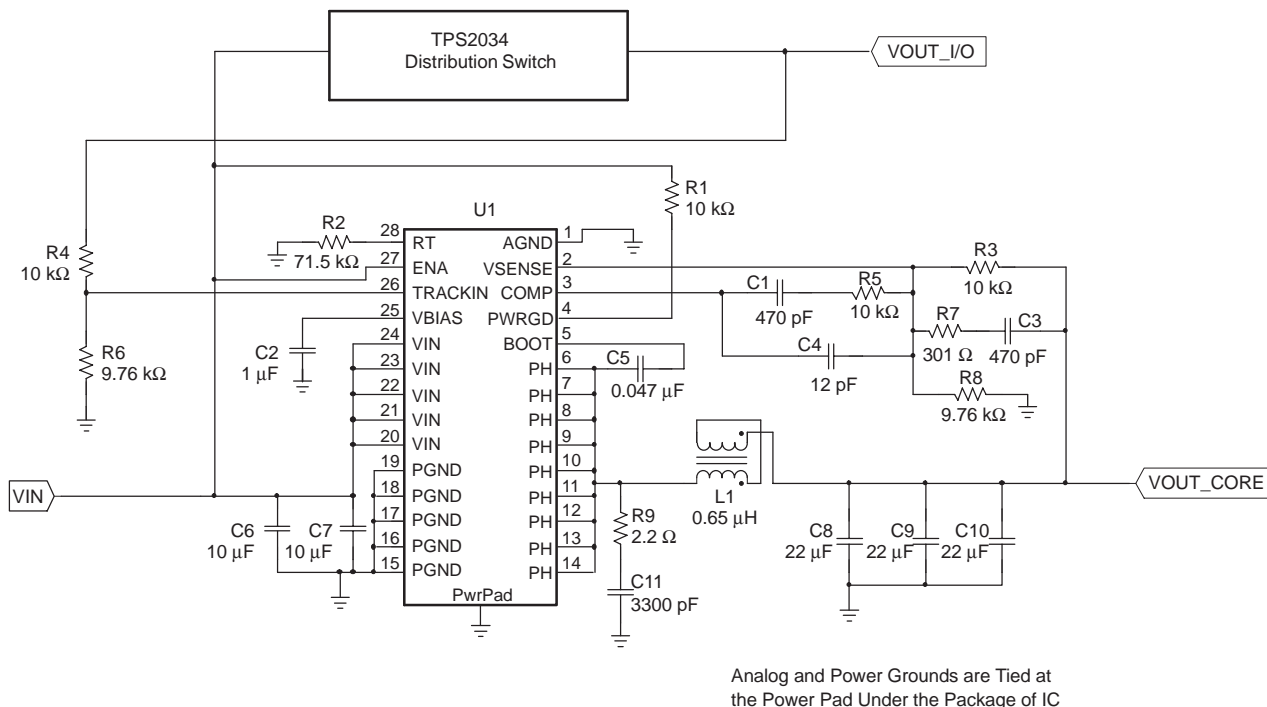 TPS2034
Distribution Switch
VOUT_I/O
R1
10 kΩ
U1
R4
10 kΩ
R2
71.5 kΩ
28 RT
27 ENA
26 TRACKIN
25 VBIAS
24 VIN
23 VIN
22 VIN
21 VIN
20 VIN
19 PGND
18 PGND
17 PGND
16 PGND
15 PGND
AGND 1
VSENSE 2
COMP 3
PWRGD 4
BOOT 5
PH 6
PH 7
PH 8
PH 9
PH 10
PH 11
PH 12
PH 13
PH 14
PwrPad
R6
9.76 kΩ
C2
1 μF
C1
470 pF
R5
10 kΩ
R3
10 kΩ
R7
301 Ω
C3
470 pF
C4
12 pF
R8
9.76 kΩ
C5
0.047 μF
L1
0.65 μH
VIN
VOUT_CORE
C6
10 μF
C7
10 μF
R9
2.2 Ω
C11
3300 pF
C8
22 μF
C9
22 μF
C10
22 μF
Analog and Power Grounds are Tied at
the Power Pad Under the Package of IC